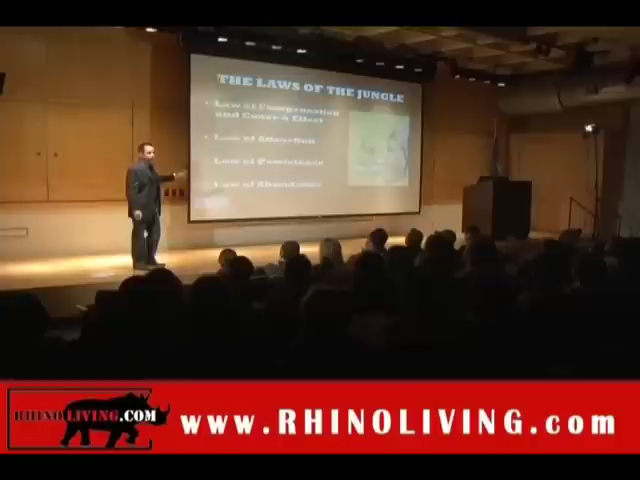 THE LAWS OF THE JUNGLE
• Law of Compensation
and Cause & Effect
• Law of Attraction
Law of Persistence
Law of Abundance
RHINOLIVING.COM
www.RHINOLIVING.com